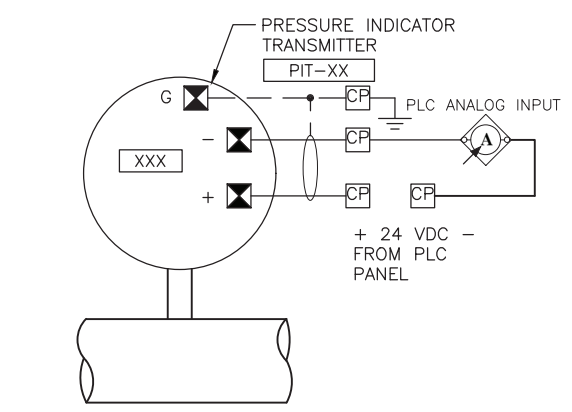 PRESSURE INDICATOR
TRANSMITTER
PIT-XX
G
CP
PLC ANALOG INPUT
-
CP
A
XXX
+
CP
CP
+ 24 VDC -
FROM PLC
PANEL